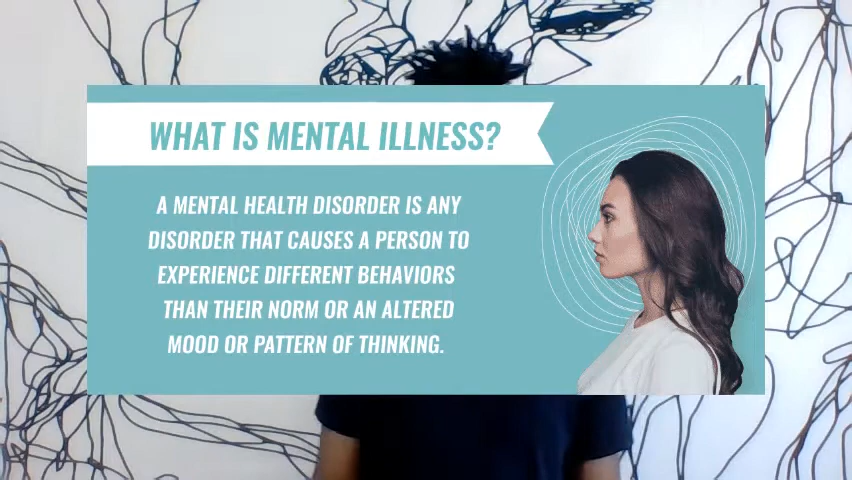 WHAT IS MENTAL ILLNESS?
A MENTAL HEALTH DISORDER IS ANY
DISORDER THAT CAUSES A PERSON TO
EXPERIENCE DIFFERENT BEHAVIORS
THAN THEIR NORM OR AN ALTERED
MOOD OR PATTERN OF THINKING.